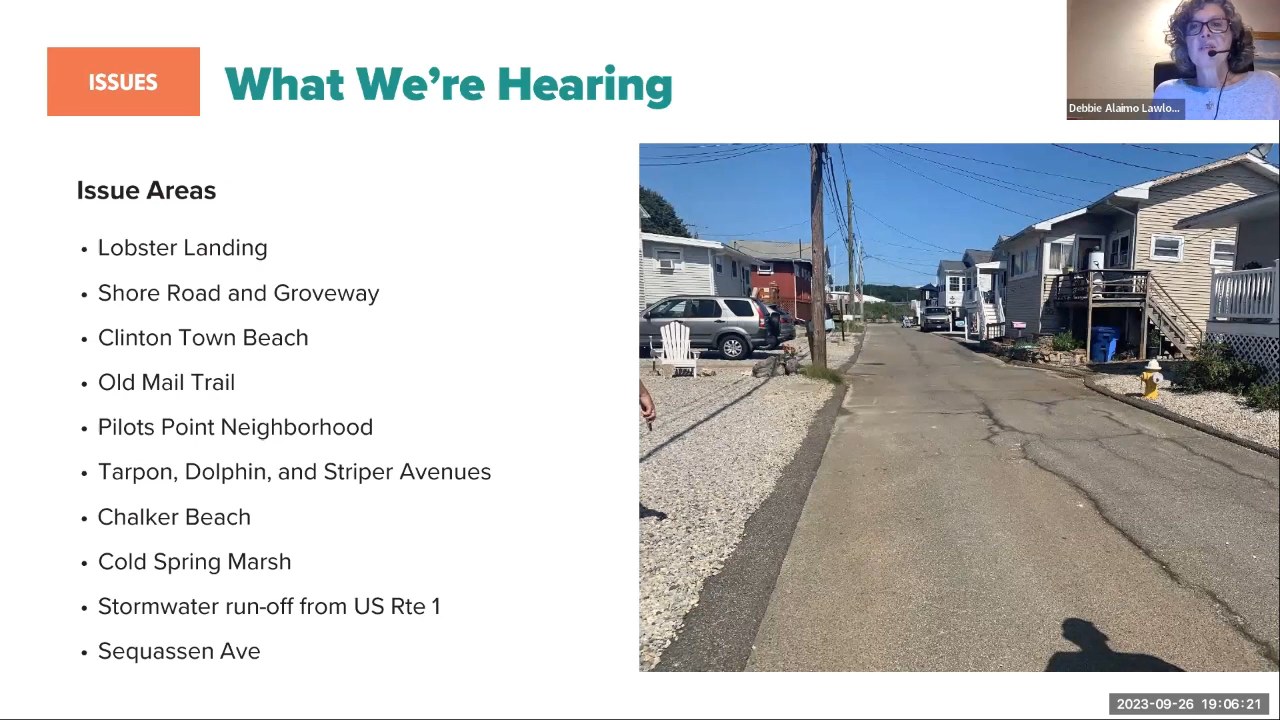 ISSUES
What We’re Hearing
Debbie Alaimo Lawlo...
Issue Areas
• Lobster Landing
• Shore Road and Groveway
• Clinton Town Beach
• Old Mail Trail
• Pilots Point Neighborhood
• Tarpon, Dolphin, and Striper Avenues
• Chalker Beach
• Cold Spring Marsh
• Stormwater run-off from US Rte 1
• Sequassen Ave
2023-09-26 19:06:21